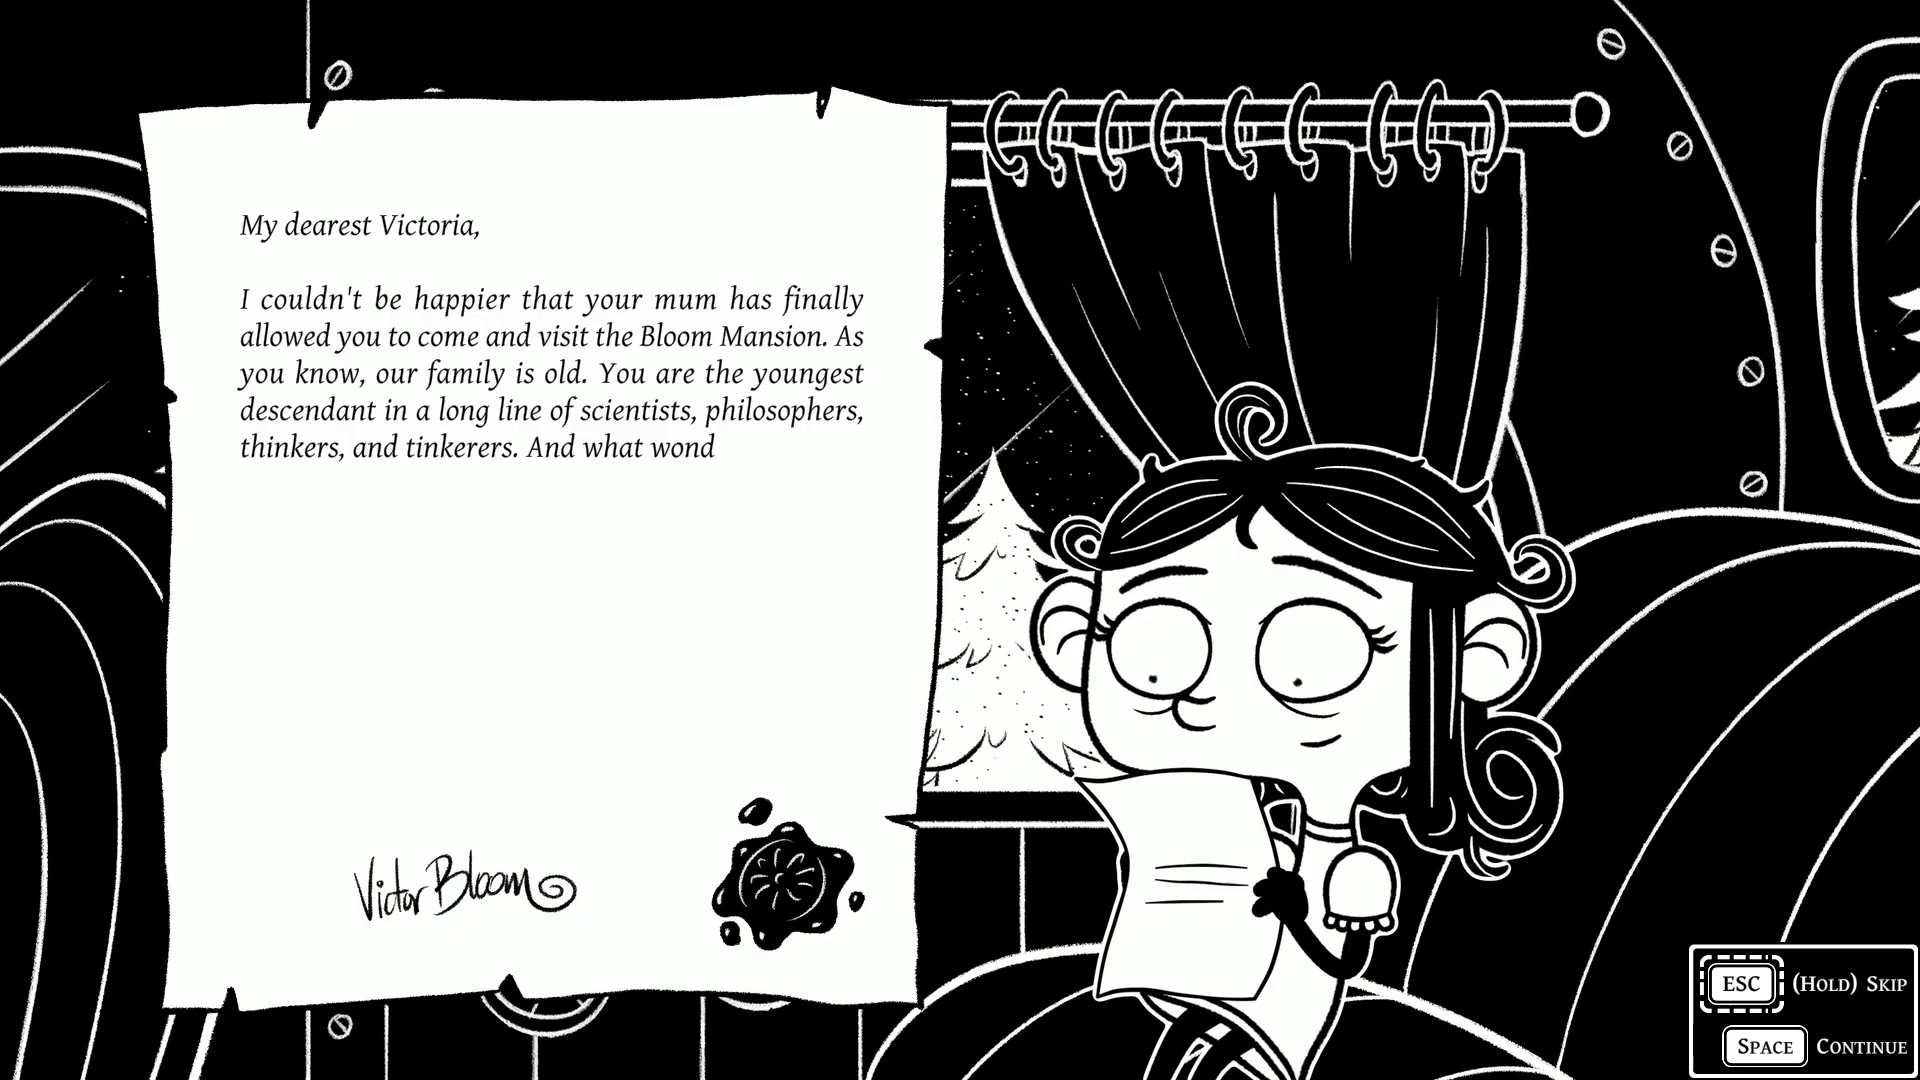 My dearest Victoria,
I couldn't be happier that your mum has finally
allowed you to come and visit the Bloom Mansion. As
you know, our family is old. You are the youngest
descendant in a long line of scientists, philosophers,
thinkers, and tinkerers. And what wond
Victor Bloom
ESC (HOLD) SKIP
SPACE CONTINUE